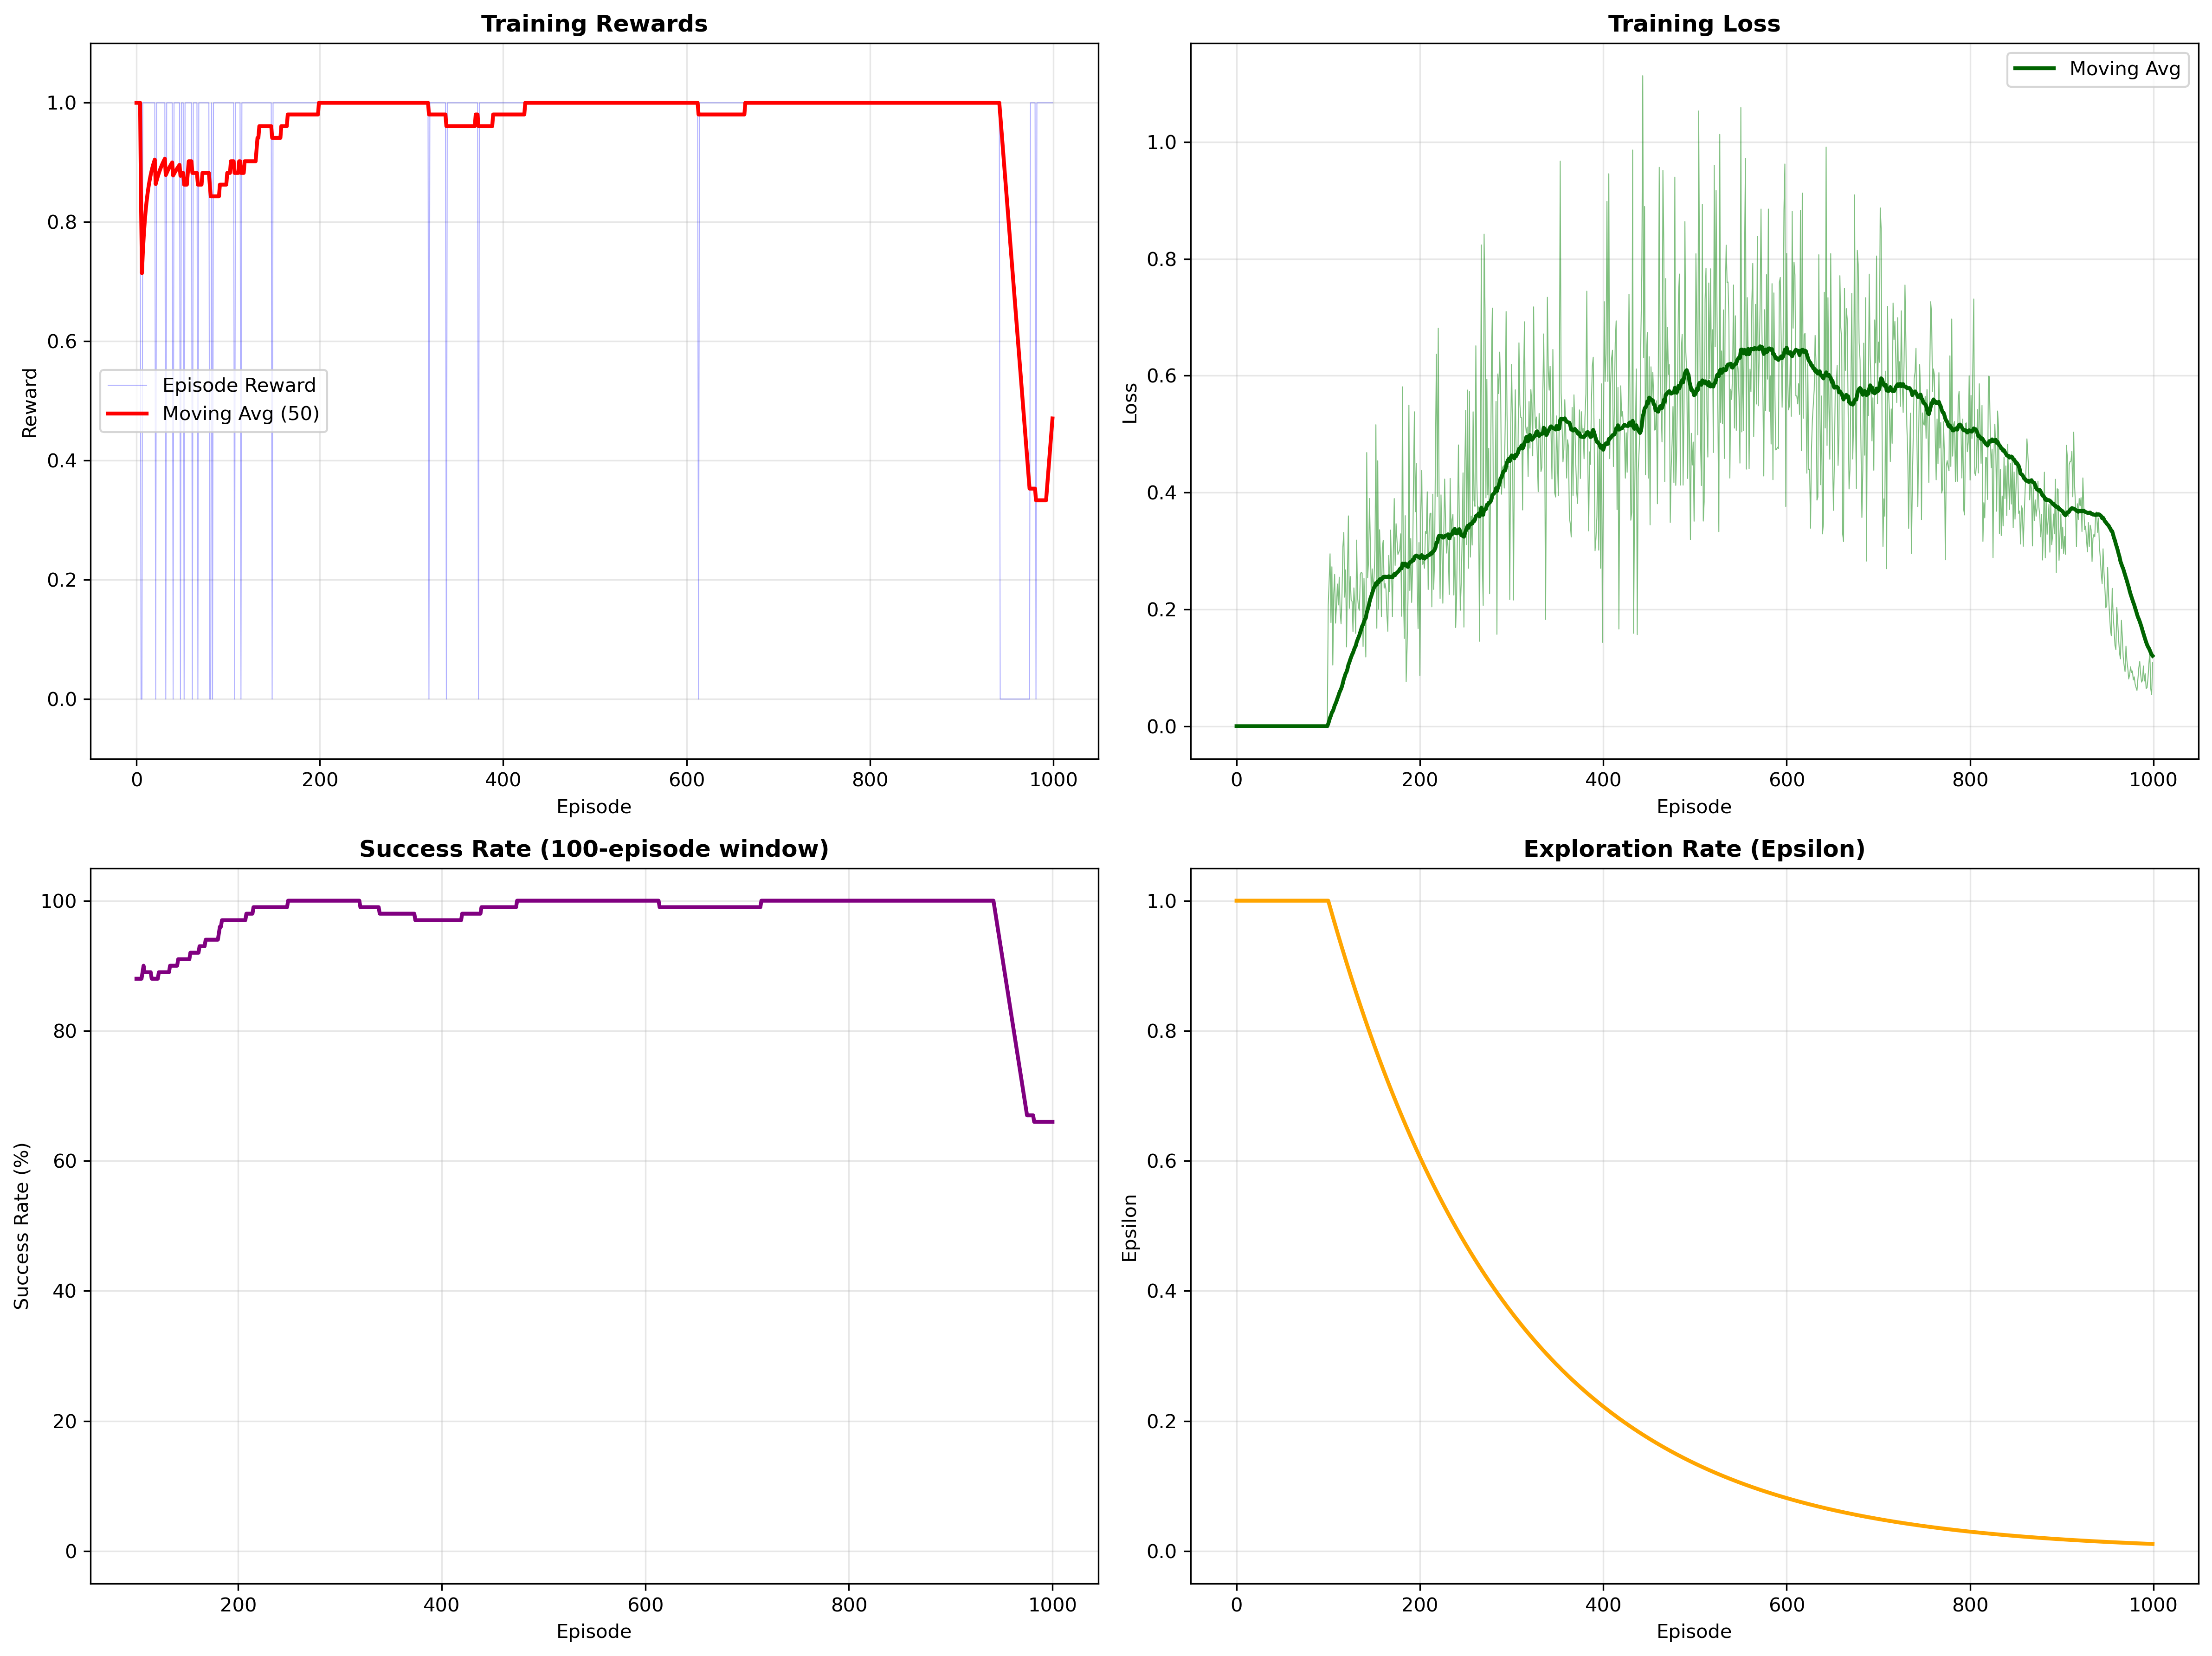 Training Rewards
1.0
0.8
0.6
0.4
0.2
0.0
Reward
Episode Reward
Moving Avg (50)
0 200 400 600 800 1000
Episode
Training Loss
Moving Avg
1.0
0.8
0.6
0.4
0.2
0.0
Loss
0 200 400 600 800 1000
Episode
Success Rate (100-episode window)
100
80
60
40
20
0
Success Rate (%)
200 400 600 800 1000
Episode
Exploration Rate (Epsilon)
1.0
0.8
0.6
0.4
0.2
0.0
Epsilon
0 200 400 600 800 1000
Episode